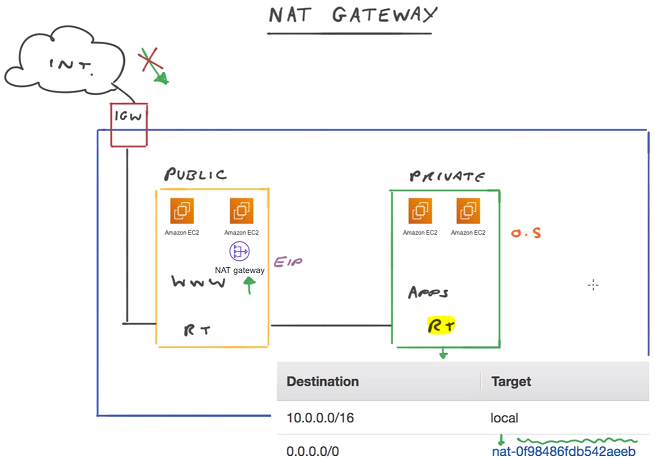 NAT GATEWAY
INT.
IGW
PUBLIC
PRIVATE
Amazon EC2
Amazon EC2
Amazon EC2
Amazon EC2
O.S
NAT gateway
EIP
WWW
APPS
RT
RT
Destination Target
10.0.0.0/16 local
0.0.0.0/0 nat-0f98486fdb542aeeb